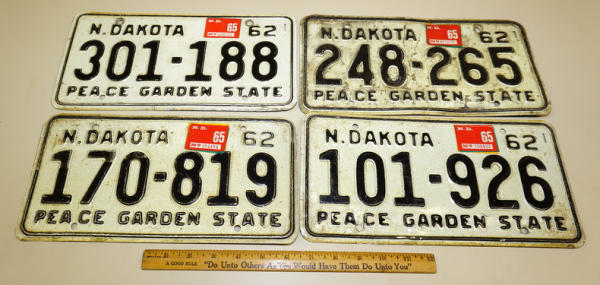 N.D.
N. DAKOTA 65 62
301-188
PEACE GARDEN STATE
N.D.
N. DAKOTA 65 62
248-265
PEACE GARDEN STATE
N.D.
N. DAKOTA 65 62
170-819
PEACE GARDEN STATE
N.D.
N. DAKOTA 65 62
101-926
PEACE GARDEN STATE
A GOOD RULE "Do Unto Others As You Would Have Them Do Unto You"